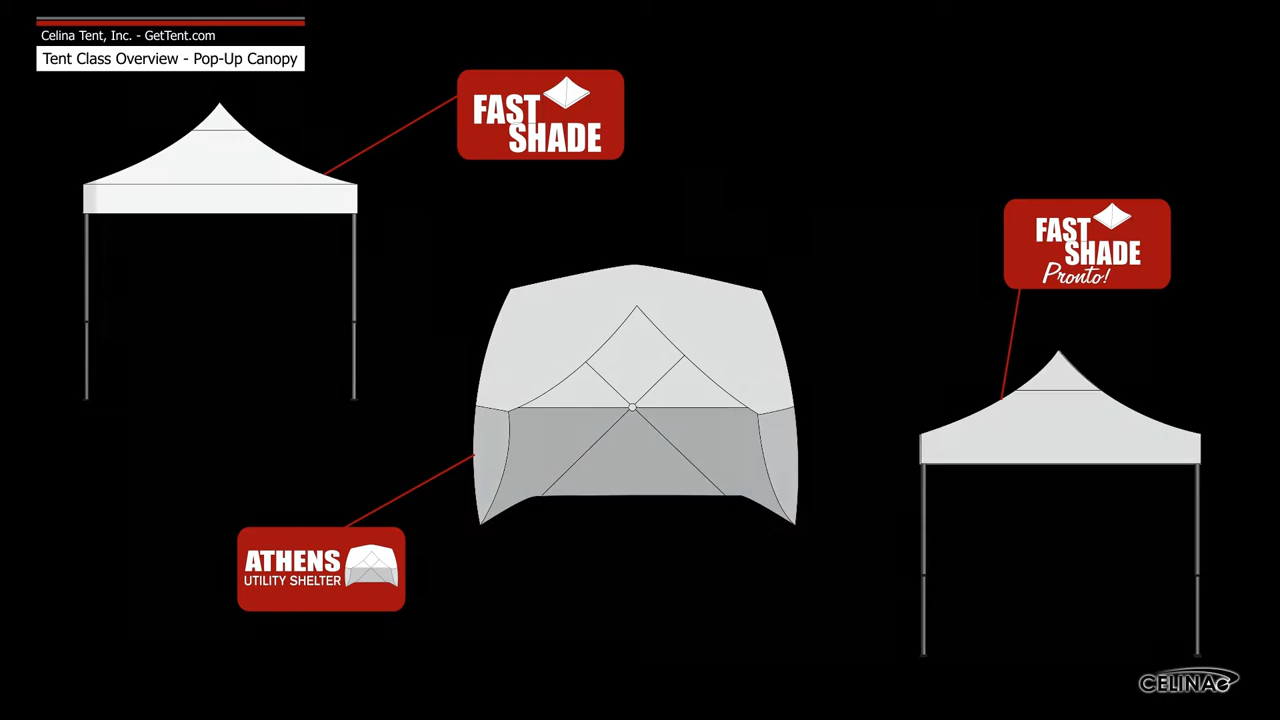 Celina Tent, Inc. - GetTent.com
Tent Class Overview - Pop-Up Canopy
FAST
SHADE
FAST
SHADE
Pronto!
ATHENS
UTILITY SHELTER
CELINA